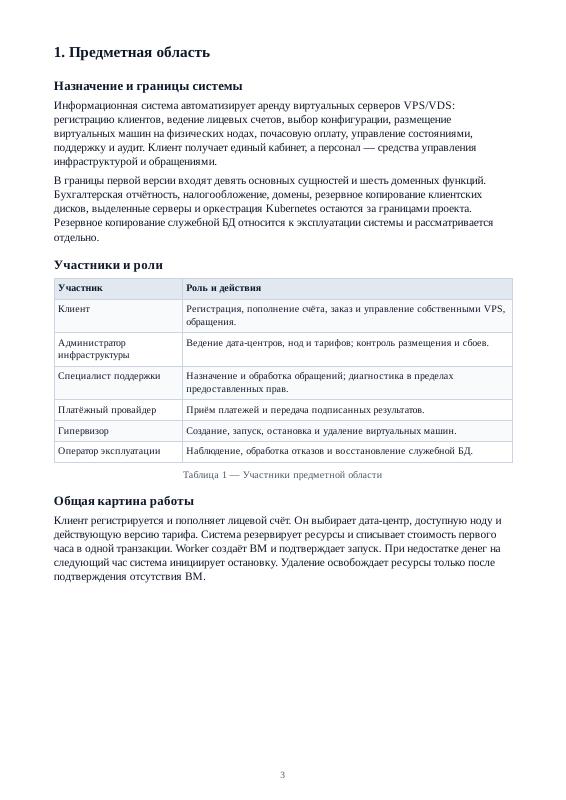 1. Предметная область
Назначение и границы системы
Информационная система автоматизирует аренду виртуальных серверов VPS/VDS:
регистрацию клиентов, ведение лицевых счетов, выбор конфигурации, размещение
виртуальных машин на физических нодах, почасовую оплату, управление состояниями,
поддержку и аудит. Клиент получает единый кабинет, а персонал — средства управления
инфраструктурой и обращениями.
В границы первой версии входят девять основных сущностей и шесть доменных функций.
Бухгалтерская отчётность, налогообложение, домены, резервное копирование клиентских
дисков, выделенные серверы и оркестрация Kubernetes остаются за границами проекта.
Резервное копирование служебной БД относится к эксплуатации системы и рассматривается
отдельно.
Участники и роли
Участник Роль и действия
Клиент Регистрация, пополнение счёта, заказ и управление собственными VPS,
обращения.
Администратор Ведение дата-центров, нод и тарифов; контроль размещения и сбоев.
инфраструктуры
Специалист поддержки Назначение и обработка обращений; диагностика в пределах
предоставленных прав.
Платёжный провайдер Приём платежей и передача подписанных результатов.
Гипервизор Создание, запуск, остановка и удаление виртуальных машин.
Оператор эксплуатации Наблюдение, обработка отказов и восстановление служебной БД.
Таблица 1 — Участники предметной области
Общая картина работы
Клиент регистрируется и пополняет лицевой счёт. Он выбирает дата-центр, доступную ноду и
действующую версию тарифа. Система резервирует ресурсы и списывает стоимость первого
часа в одной транзакции. Worker создаёт ВМ и подтверждает запуск. При недостатке денег на
следующий час система инициирует остановку. Удаление освобождает ресурсы только после
подтверждения отсутствия ВМ.
3